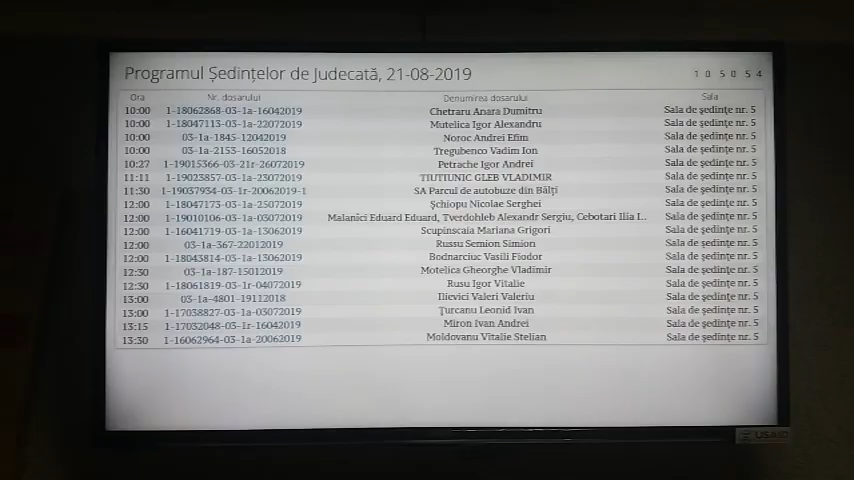 Programul Ședințelor de Judecată, 21-08-2019 10 50 54
Ora Nr. dosarului Denumirea dosarului Sala
10:00 1-18062868-03-1a-16042019 Chetraru Anara Dumitru Sala de ședințe nr. 5
10:00 1-18047113-03-1a-22072019 Mutelica Igor Alexandru Sala de ședințe nr. 5
10:00 03-1a-1845-12042019 Noroc Andrei Efim Sala de ședințe nr. 5
10:00 03-1a-2153-16052018 Tregubenco Vadim Ion Sala de ședințe nr. 5
10:27 1-19015366-03-21r-26072019 Petrache Igor Andrei Sala de ședințe nr. 5
11:11 1-19023857-03-1a-23072019 TIUTIUNIC GLEB VLADIMIR Sala de ședințe nr. 5
11:30 1-19037934-03-1r-20062019-1 SA Parcul de autobuze din Bălți Sala de ședințe nr. 5
12:00 1-18047173-03-1a-25072019 Șchiopu Nicolae Serghei Sala de ședințe nr. 5
12:00 1-19010106-03-1a-03072019 Malanici Eduard Eduard, Tverdohleb Alexandr Sergiu, Cebotari Ilia I... Sala de ședințe nr. 5
12:00 1-16041719-03-1a-13062019 Scupinscaia Mariana Grigori Sala de ședințe nr. 5
12:00 03-1a-367-22012019 Russu Semion Simion Sala de ședințe nr. 5
12:00 1-18043814-03-1a-13062019 Bodnarciuc Vasili Fiodor Sala de ședințe nr. 5
12:30 03-1a-187-15012019 Motelica Gheorghe Vladimir Sala de ședințe nr. 5
12:30 1-18061819-03-1r-04072019 Rusu Igor Vitalie Sala de ședințe nr. 5
13:00 03-1a-4801-19112018 Ilievici Valeri Valeriu Sala de ședințe nr. 5
13:00 1-17038827-03-1a-03072019 Țurcanu Leonid Ivan Sala de ședințe nr. 5
13:15 1-17032048-03-1r-16042019 Miron Ivan Andrei Sala de ședințe nr. 5
13:30 1-16062964-03-1a-20062019 Moldovanu Vitalie Stelian Sala de ședințe nr. 5
USAID